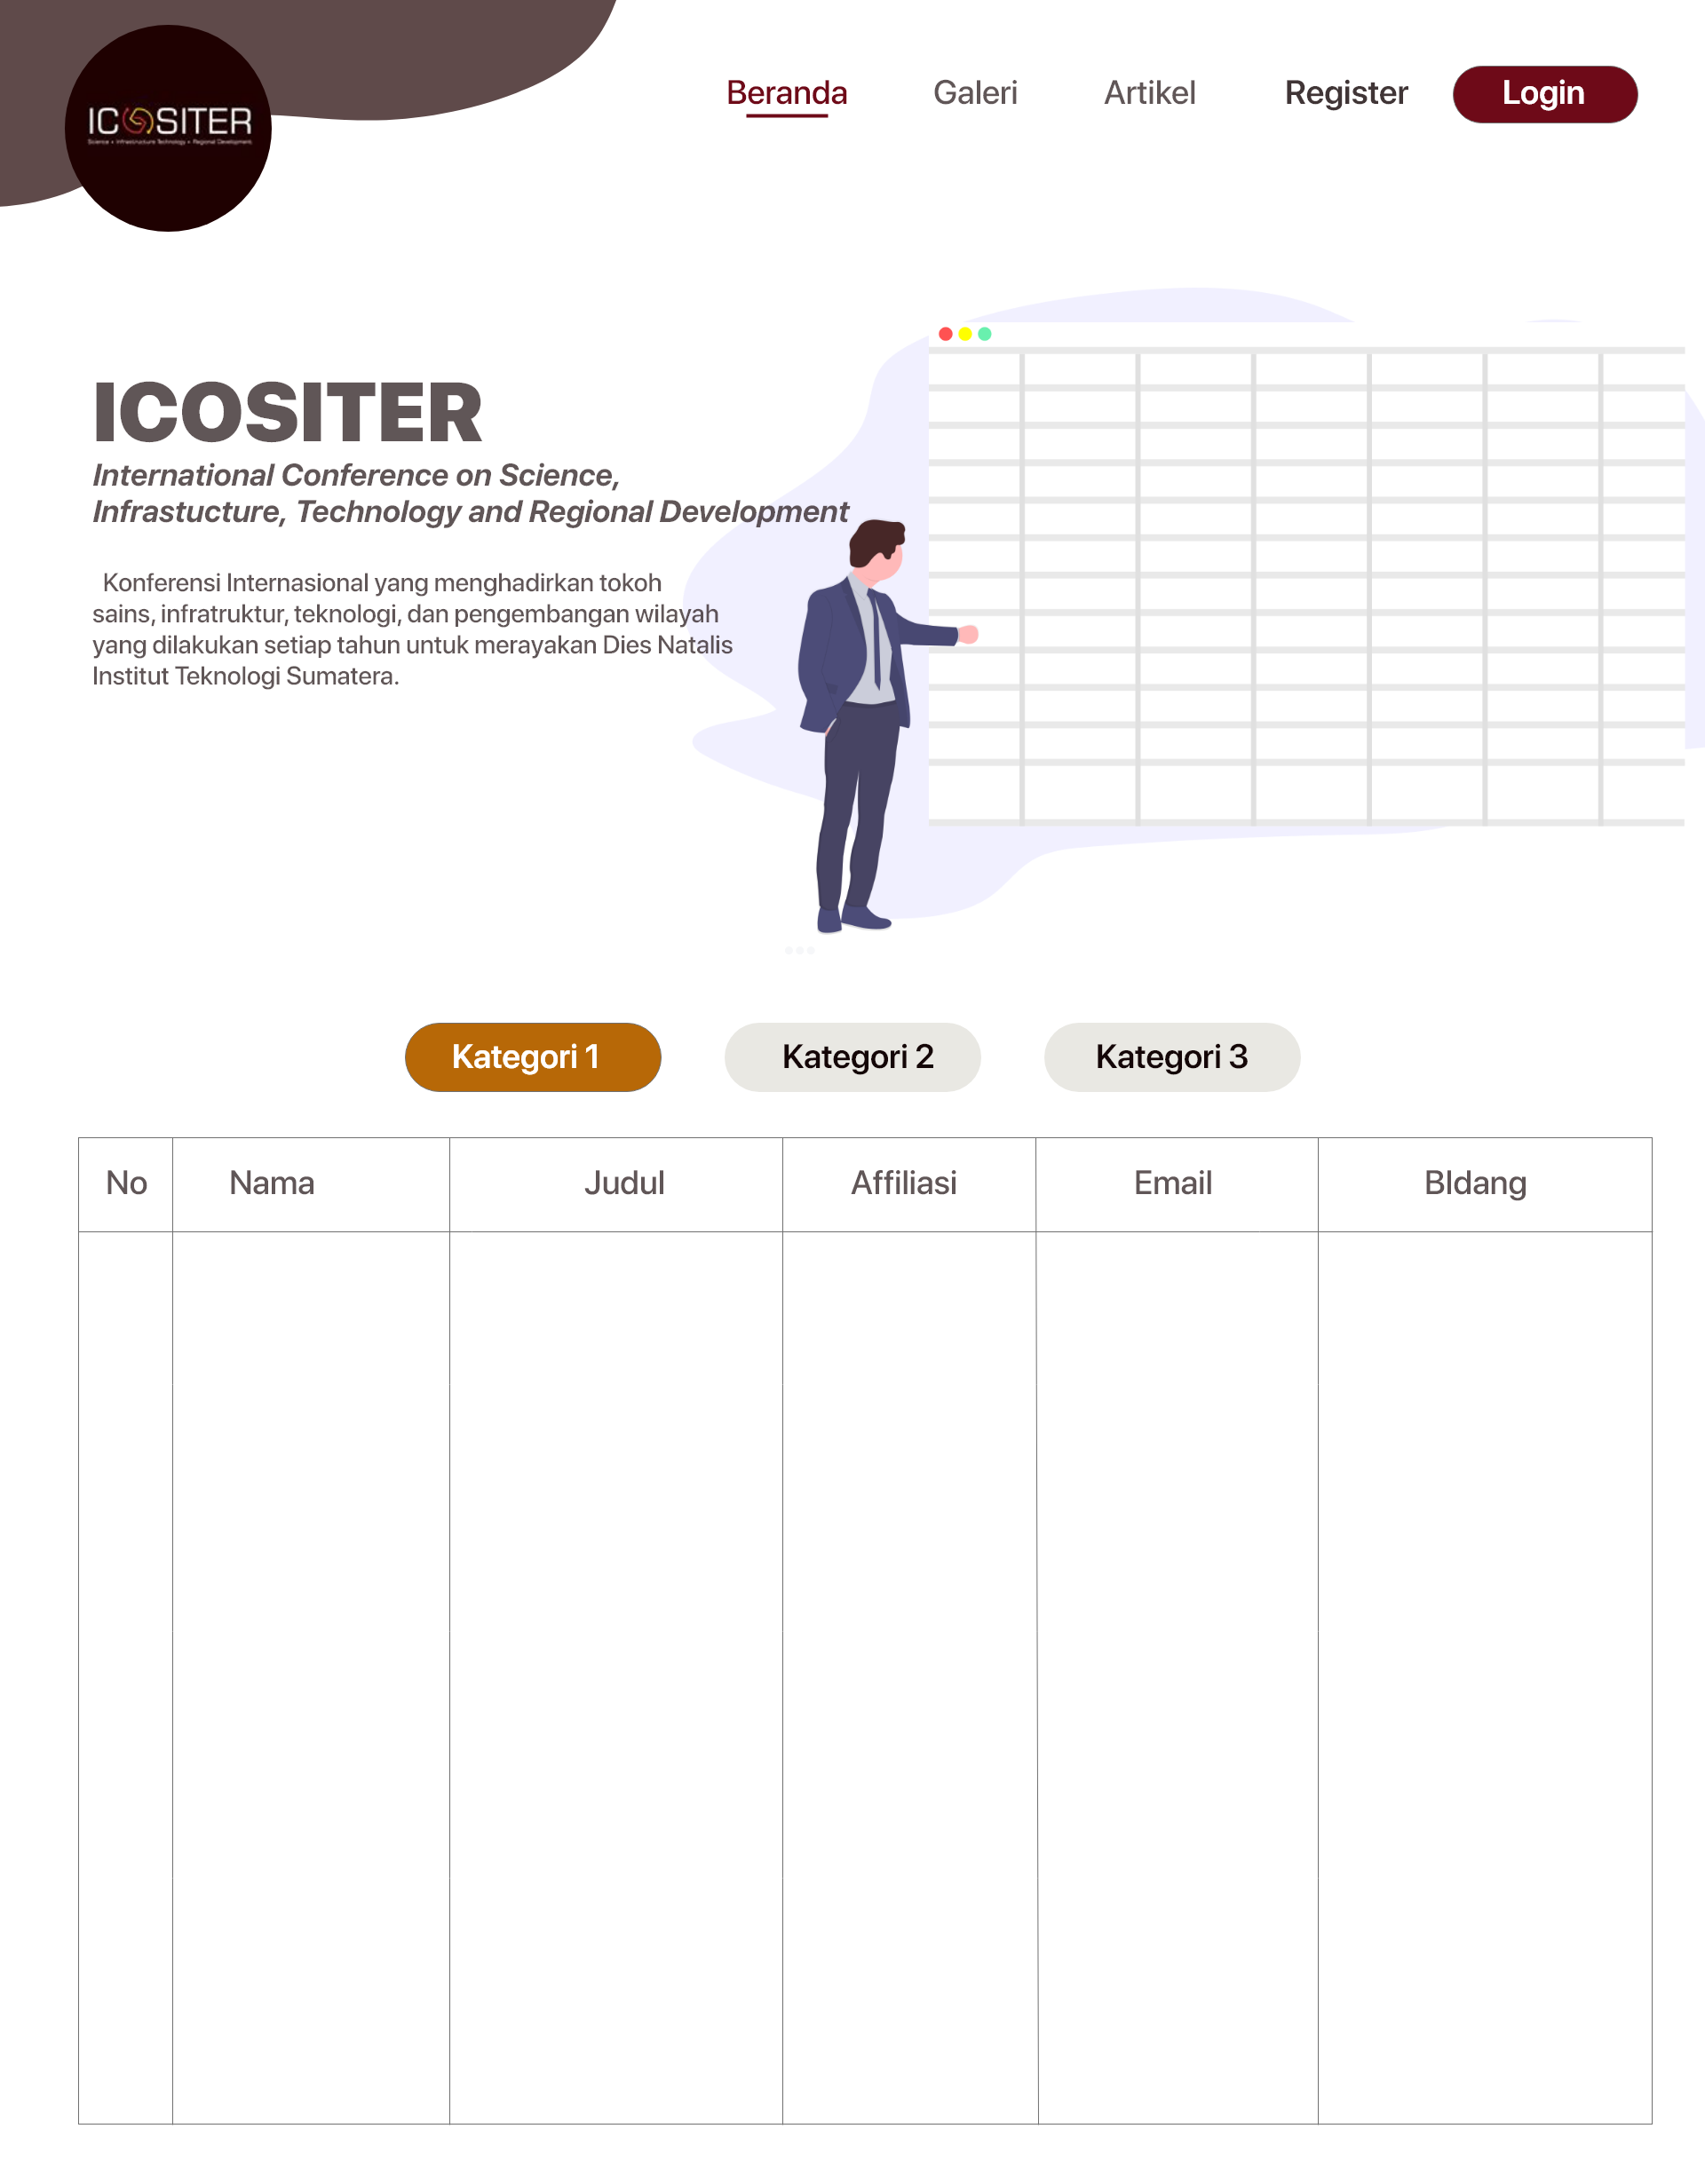 ICOSITER
Science • Infrastructure Technology • Regional Development
Beranda
Galeri
Artikel
Register
Login
ICOSITER
International Conference on Science,
Infrastucture, Technology and Regional Development
Konferensi Internasional yang menghadirkan tokoh
sains, infratruktur, teknologi, dan pengembangan wilayah
yang dilakukan setiap tahun untuk merayakan Dies Natalis
Institut Teknologi Sumatera.
Kategori 1
Kategori 2
Kategori 3
No
Nama
Judul
Affiliasi
Email
BIdang